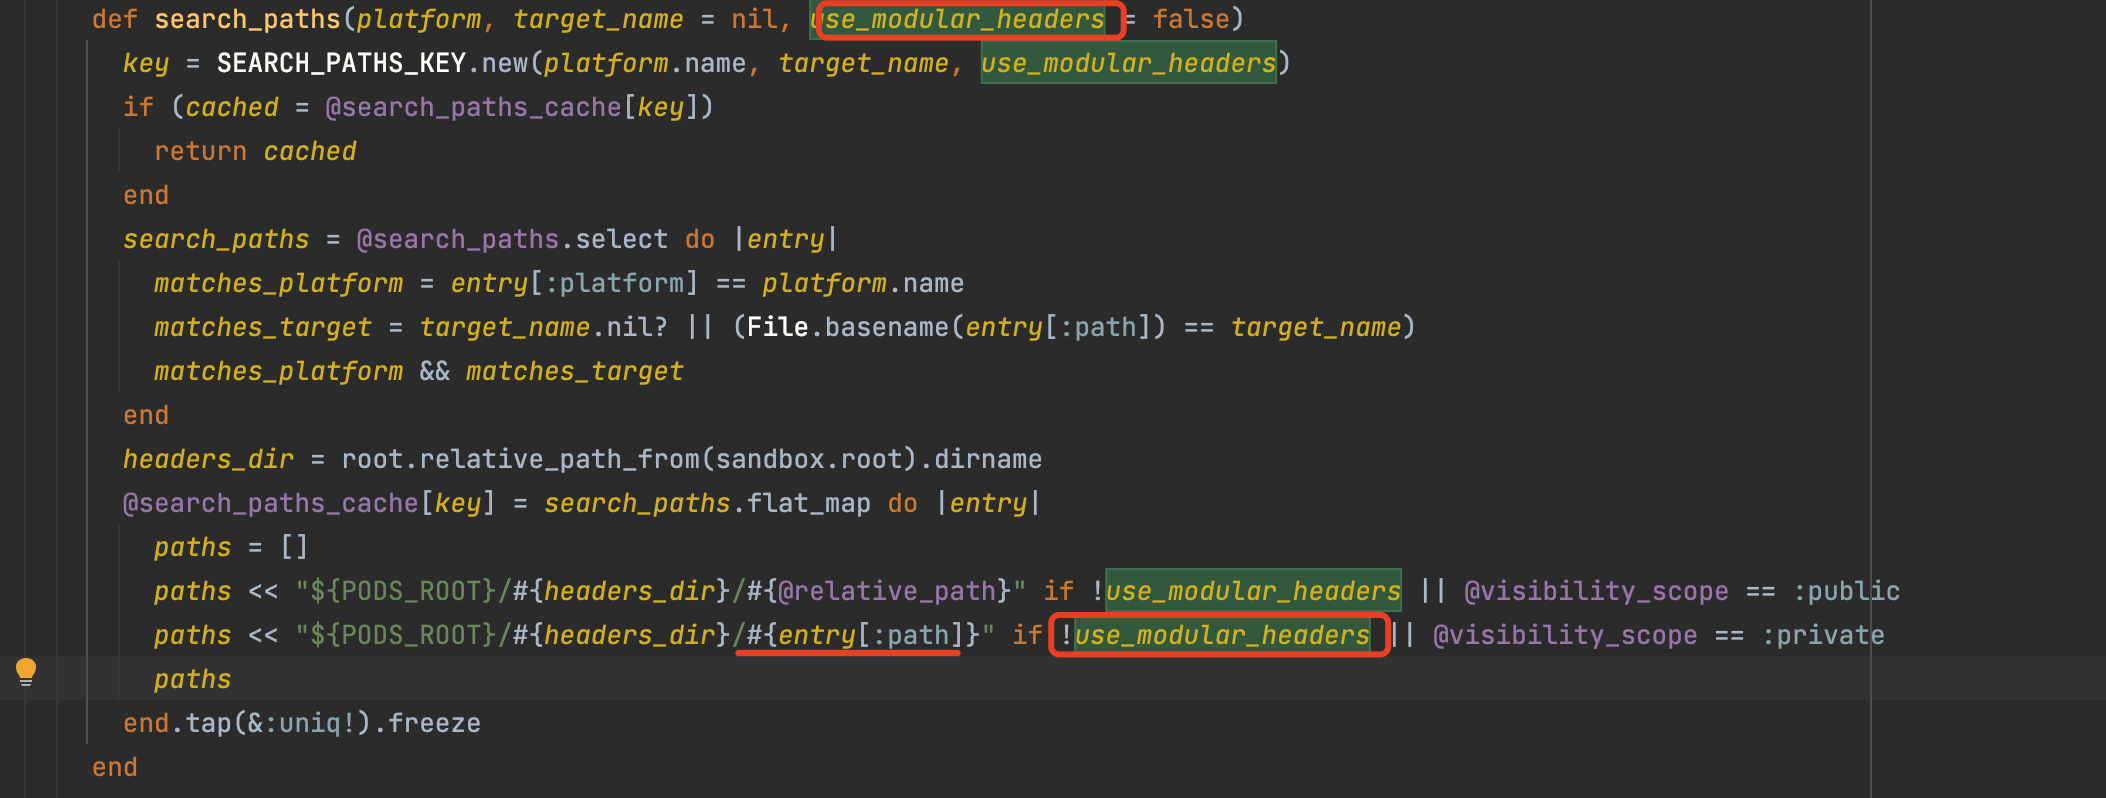 def search_paths(platform, target_name = nil, use_modular_headers = false)
key = SEARCH_PATHS_KEY.new(platform.name, target_name, use_modular_headers)
if (cached = @search_paths_cache[key])
return cached
end
search_paths = @search_paths.select do |entry|
matches_platform = entry[:platform] == platform.name
matches_target = target_name.nil? || (File.basename(entry[:path]) == target_name)
matches_platform && matches_target
end
headers_dir = root.relative_path_from(sandbox.root).dirname
@search_paths_cache[key] = search_paths.flat_map do |entry|
paths = []
paths << "${PODS_ROOT}/#{headers_dir}/#{@relative_path}" if !use_modular_headers || @visibility_scope == :public
paths << "${PODS_ROOT}/#{headers_dir}/#{entry[:path]}" if !use_modular_headers || @visibility_scope == :private
paths
end.tap(&:uniq!).freeze
end